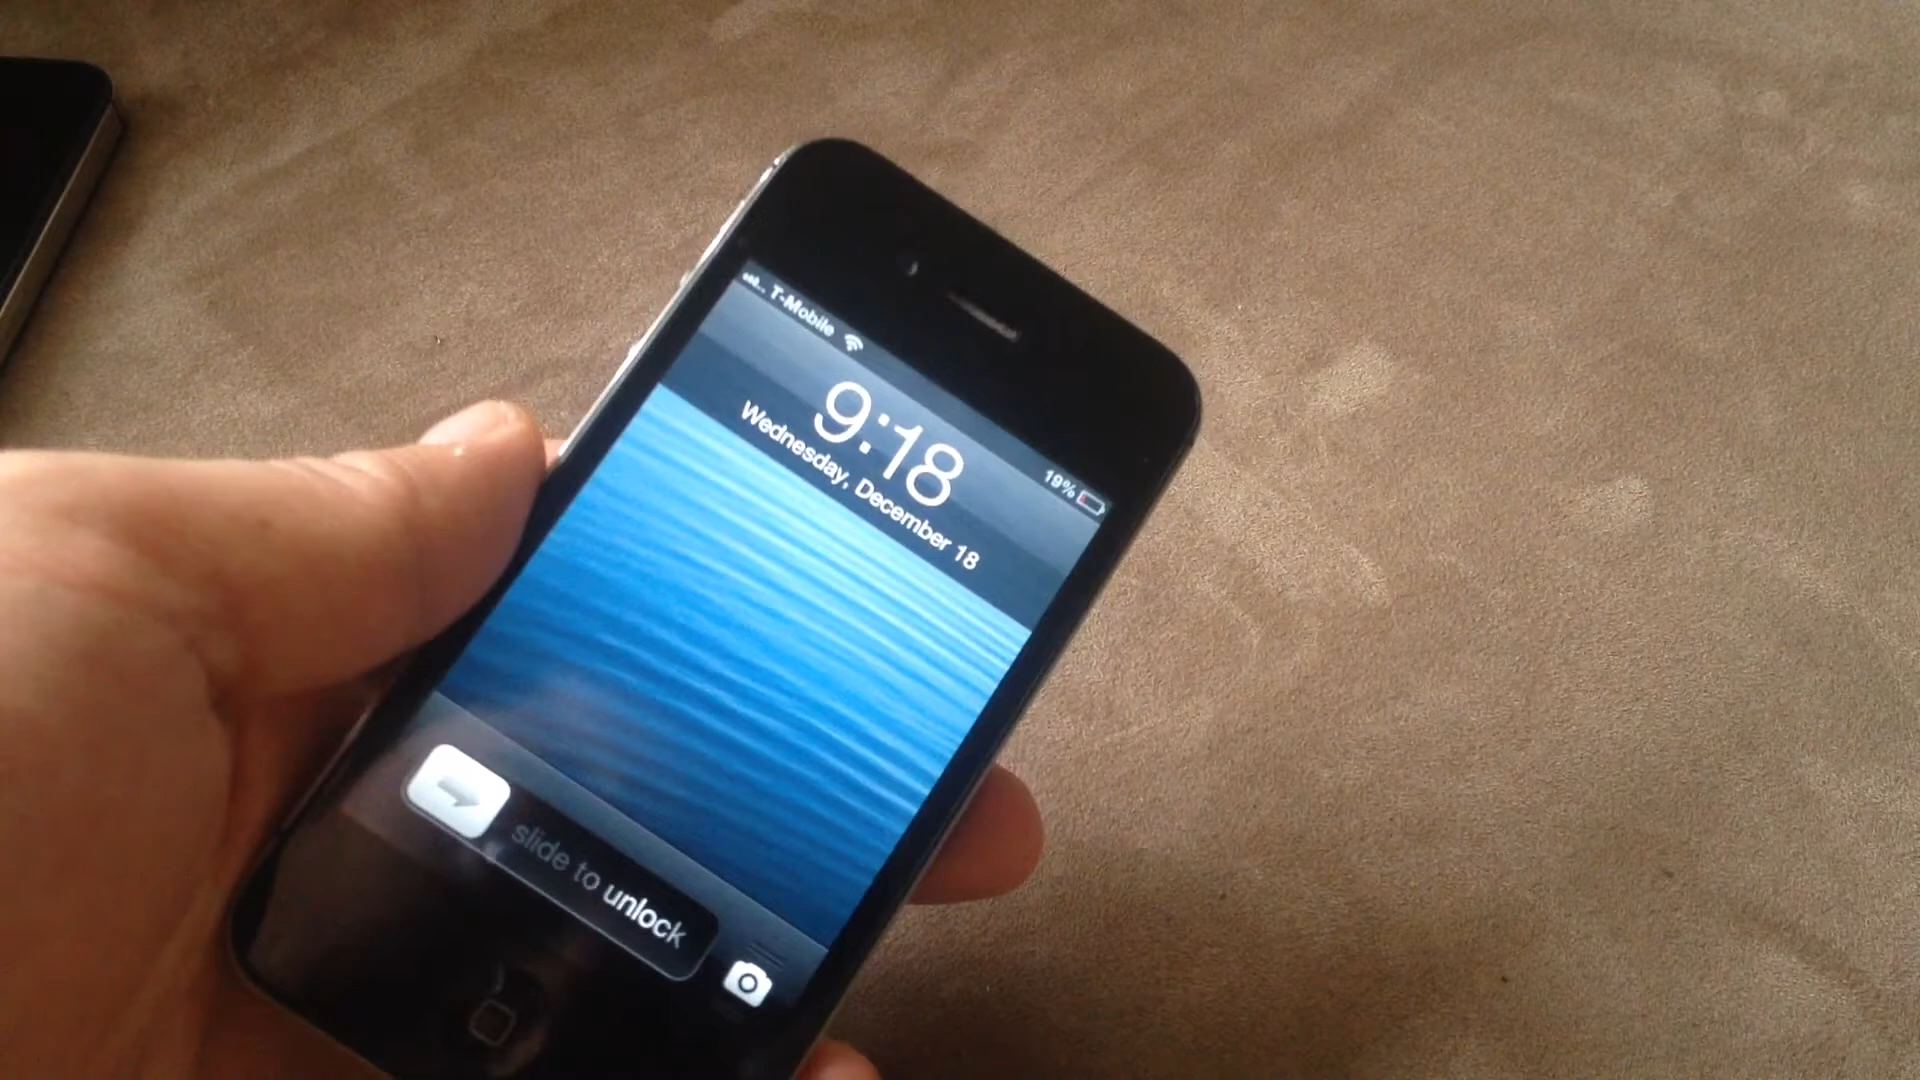 T-Mobile
19%
9:18
Wednesday, December 18
slide to unlock